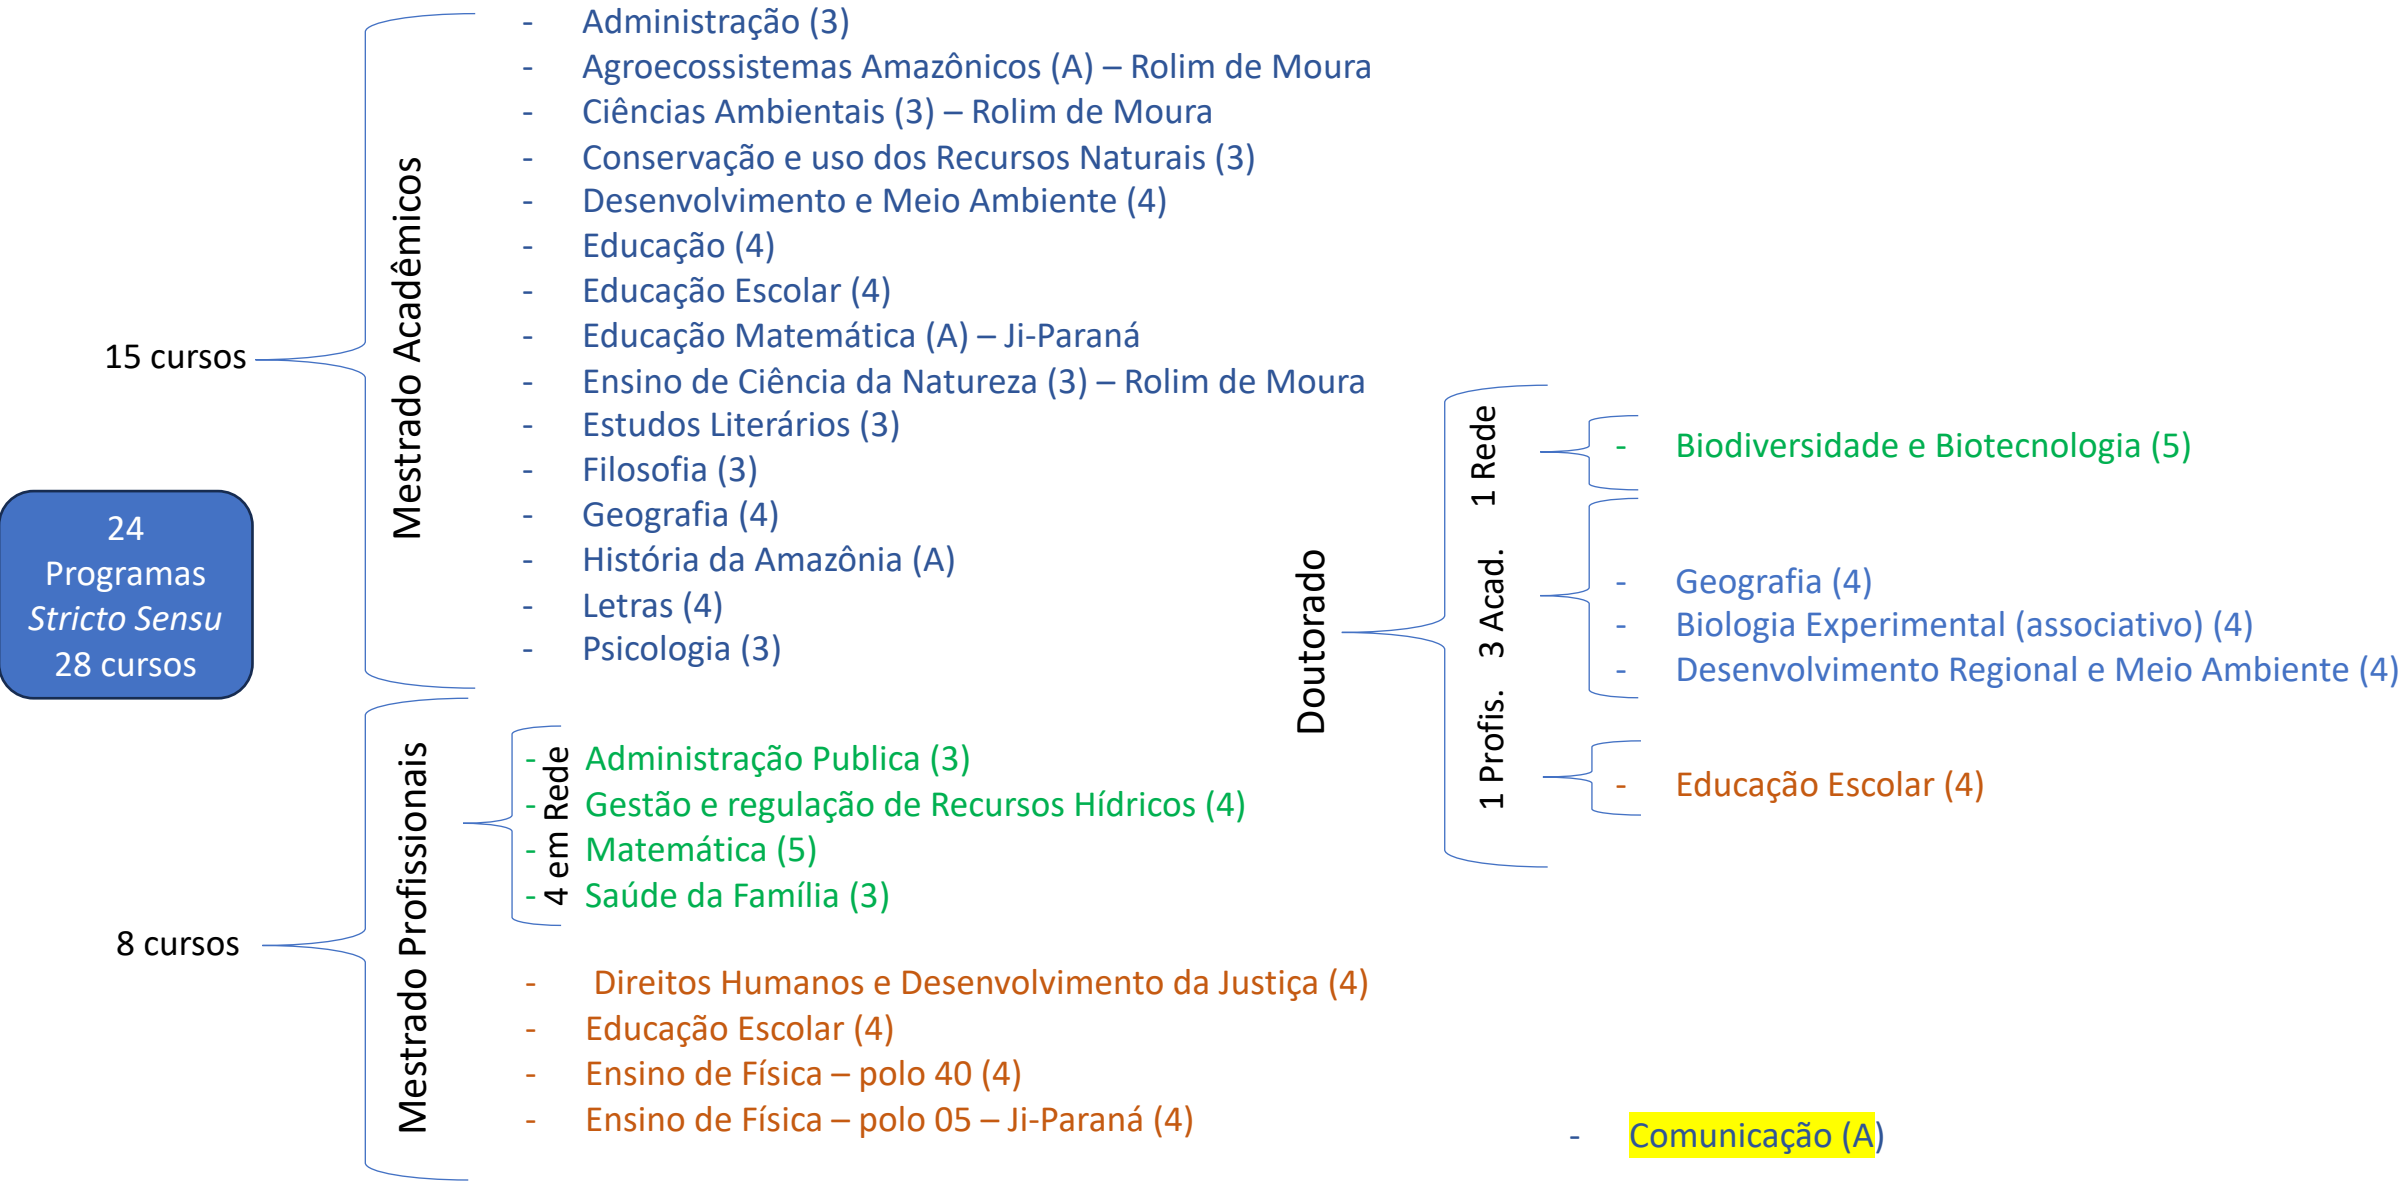 24
Programas
Stricto Sensu
28 cursos
15 cursos
Mestrado Acadêmicos
- Administração (3)
- Agroecossistemas Amazônicos (A) – Rolim de Moura
- Ciências Ambientais (3) – Rolim de Moura
- Conservação e uso dos Recursos Naturais (3)
- Desenvolvimento e Meio Ambiente (4)
- Educação (4)
- Educação Escolar (4)
- Educação Matemática (A) – Ji-Paraná
- Ensino de Ciência da Natureza (3) – Rolim de Moura
- Estudos Literários (3)
- Filosofia (3)
- Geografia (4)
- História da Amazônia (A)
- Letras (4)
- Psicologia (3)
8 cursos
Mestrado Profissionais
4 em Rede
- Administração Publica (3)
- Gestão e regulação de Recursos Hídricos (4)
- Matemática (5)
- Saúde da Família (3)
- Direitos Humanos e Desenvolvimento da Justiça (4)
- Educação Escolar (4)
- Ensino de Física – polo 40 (4)
- Ensino de Física – polo 05 – Ji-Paraná (4)
Doutorado
1 Rede
- Biodiversidade e Biotecnologia (5)
3 Acad.
- Geografia (4)
- Biologia Experimental (associativo) (4)
- Desenvolvimento Regional e Meio Ambiente (4)
1 Profis.
- Educação Escolar (4)
- Comunicação (A)